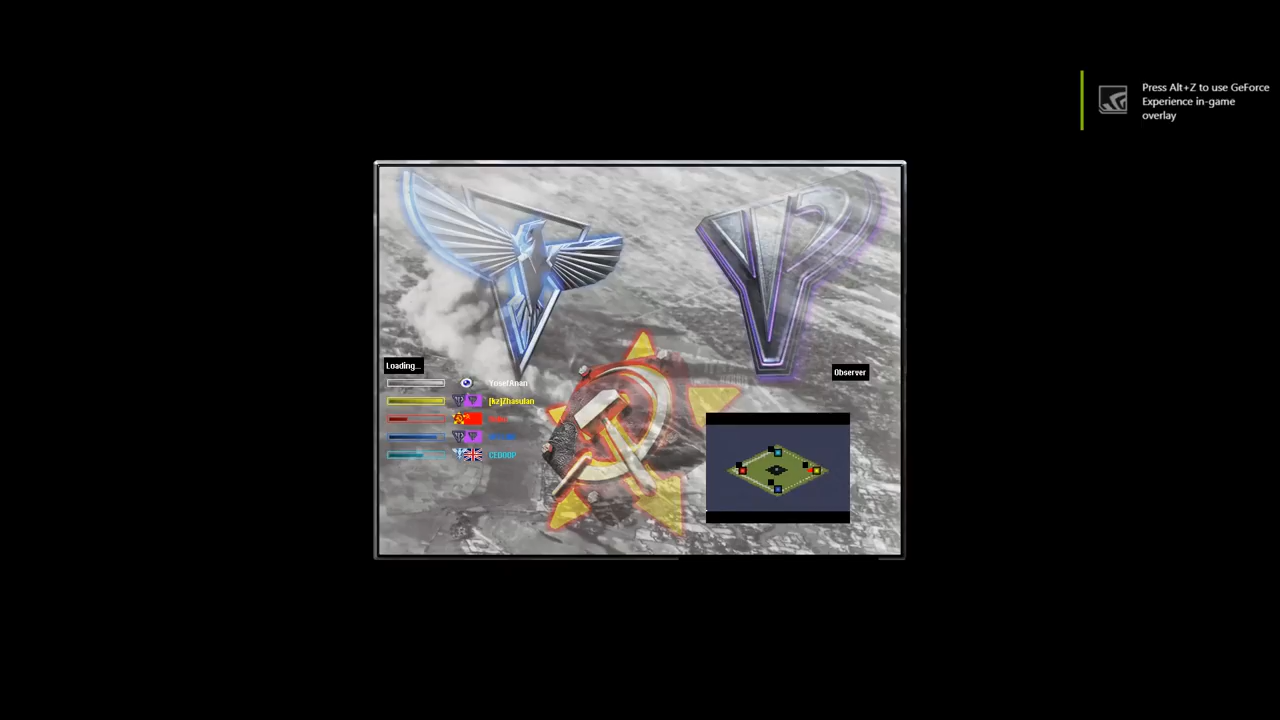 Press Alt+Z to use GeForce
Experience in-game
overlay
Loading...
Observer
YusefAnan
[kz]Zhasulan
CEDOOP